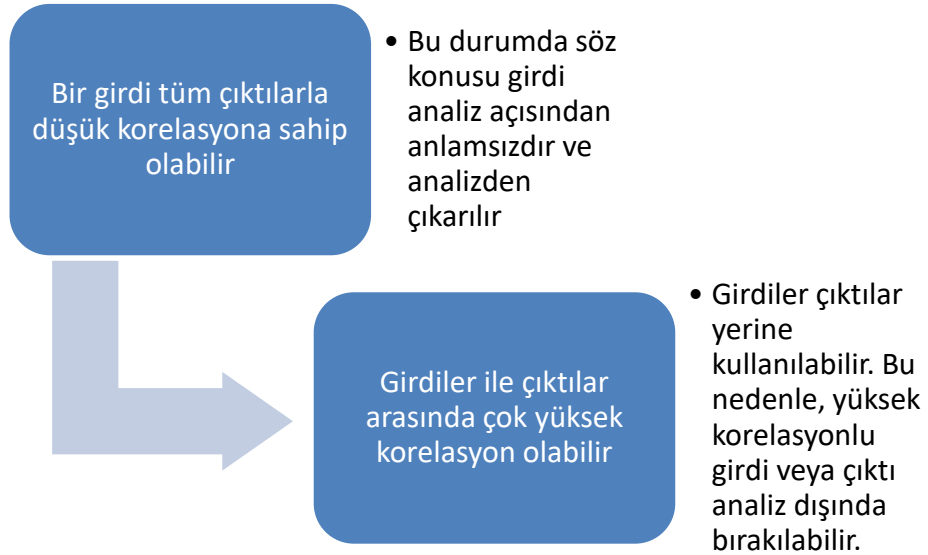 Bir girdi tüm çıktılarla
düşük korelasyona sahip
olabilir
• Bu durumda söz
konusu girdi
analiz açısından
anlamsızdır ve
analizden
çıkarılır
Girdiler ile çıktılar
arasında çok yüksek
korelasyon olabilir
• Girdiler çıktılar
yerine
kullanılabilir. Bu
nedenle, yüksek
korelasyonlu
girdi veya çıktı
analiz dışında
bırakılabilir.